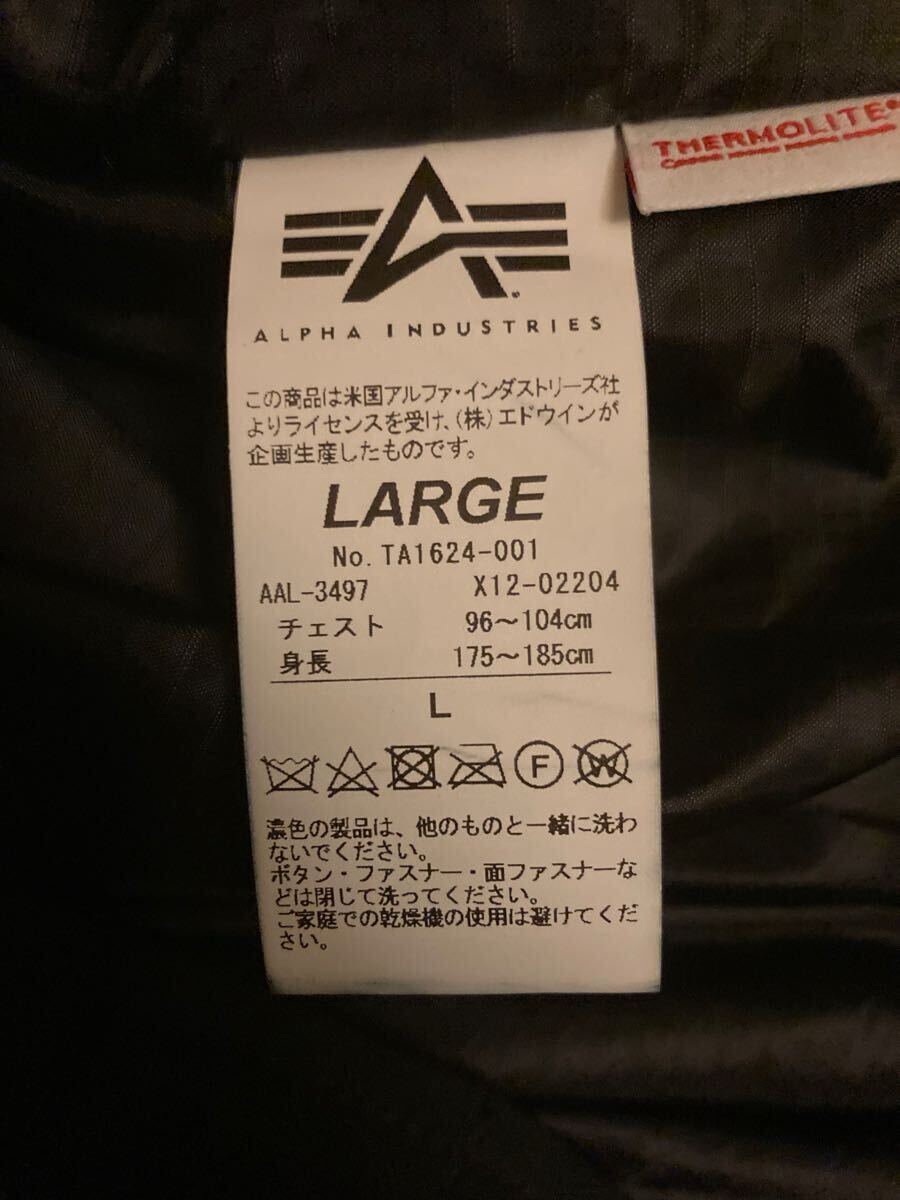 THERMOLITE®
ALPHA INDUSTRIES
この商品は米国アルファ・インダストリーズ社
よりライセンスを受け、(株)エドウインが
企画生産したものです。
LARGE
No. TA1624-001
AAL-3497 X12-02204
チェスト 96～104cm
身長 175～185cm
L
F W
濃色の製品は、他のものと一緒に洗わ
ないでください。
ボタン・ファスナー・面ファスナーな
どは閉じて洗ってください。
ご家庭での乾燥機の使用は避けてくだ
さい。